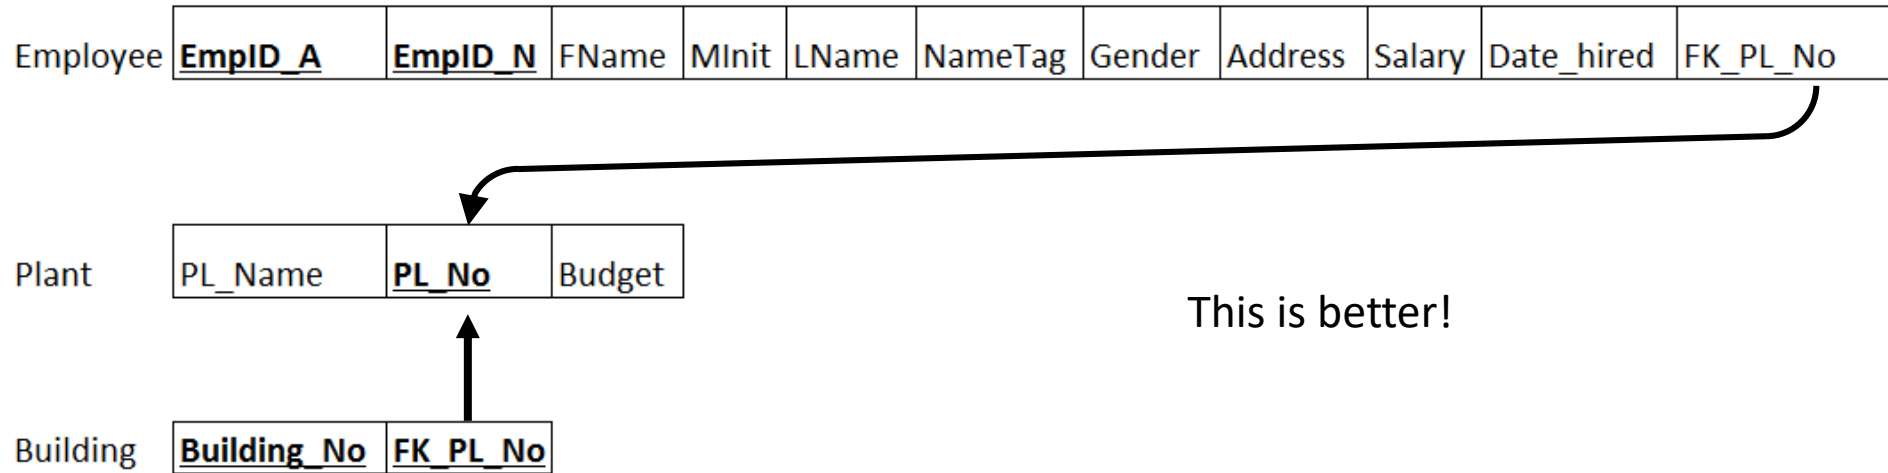 Employee EmpID_A EmpID_N FName MInit LName NameTag Gender Address Salary Date_hired FK_PL_No
Plant PL_Name PL_No Budget
This is better!
Building Building_No FK_PL_No